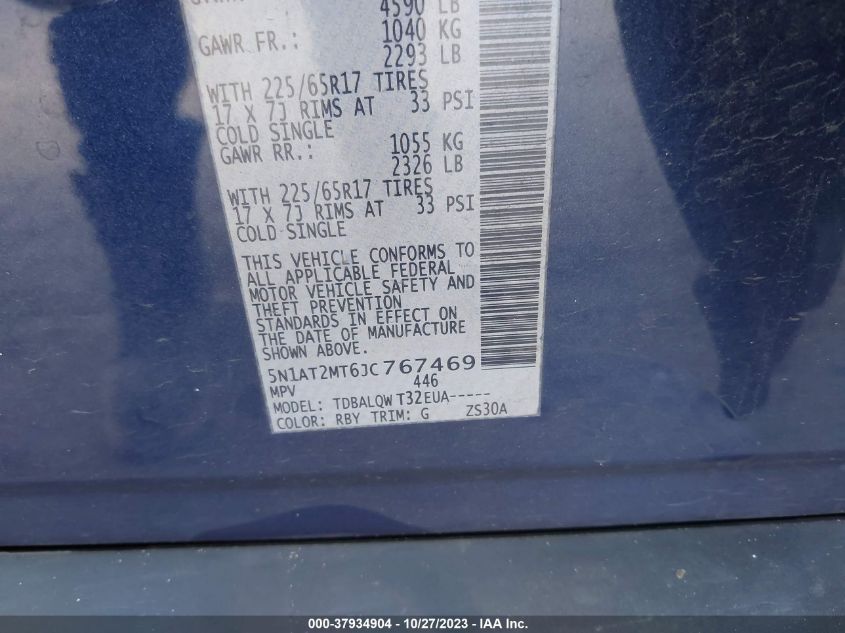 4590 LB
GAWR FR.: 1040 KG
2293 LB
WITH 225/65R17 TIRES
17 X 7J RIMS AT 33 PSI
COLD SINGLE
GAWR RR.: 1055 KG
2326 LB
WITH 225/65R17 TIRES
17 X 7J RIMS AT 33 PSI
COLD SINGLE
THIS VEHICLE CONFORMS TO
ALL APPLICABLE FEDERAL
MOTOR VEHICLE SAFETY AND
THEFT PREVENTION
STANDARDS IN EFFECT ON
THE DATE OF MANUFACTURE
SHOWN ABOVE.
5N1AT2MT6JC767469
MPV 446
MODEL: TDBALQWT32EUA-----
COLOR: RBY TRIM: G ZS30A
000-37934904 - 10/27/2023 - IAA Inc.